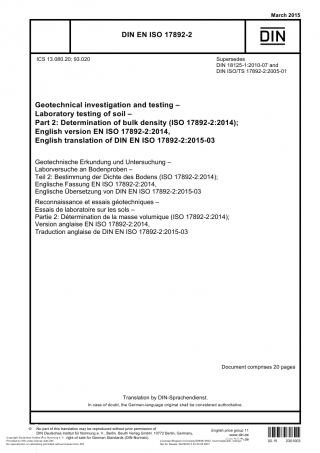 March 2015
DIN EN ISO 17892-2
DIN
ICS 13.080.20; 93.020
Supersedes
DIN 18125-1:2010-07 and
DIN ISO/TS 17892-2:2005-01
Geotechnical investigation and testing –
Laboratory testing of soil –
Part 2: Determination of bulk density (ISO 17892-2:2014);
English version EN ISO 17892-2:2014,
English translation of DIN EN ISO 17892-2:2015-03
Geotechnische Erkundung und Untersuchung –
Laborversuche an Bodenproben –
Teil 2: Bestimmung der Dichte des Bodens (ISO 17892-2:2014);
Englische Fassung EN ISO 17892-2:2014,
Englische Übersetzung von DIN EN ISO 17892-2:2015-03
Reconnaissance et essais géotechniques –
Essais de laboratoire sur les sols –
Partie 2: Détermination de la masse volumique (ISO 17892-2:2014);
Version anglaise EN ISO 17892-2:2014,
Traduction anglaise de DIN EN ISO 17892-2:2015-03
Document comprises 20 pages
Translation by DIN-Sprachendienst.
In case of doubt, the German-language original shall be considered authoritative.
© No part of this translation may be reproduced without prior permission of
DIN Deutsches Institut für Normung e. V., Berlin. Beuth Verlag GmbH, 10772 Berlin, Germany,
right of sale for German Standards (DIN-Normen).
English price group 11
www.din.de